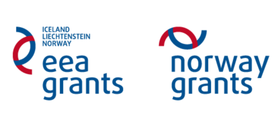 ICELAND
LIECHTENSTEIN
NORWAY
eea
grants
norway
grants